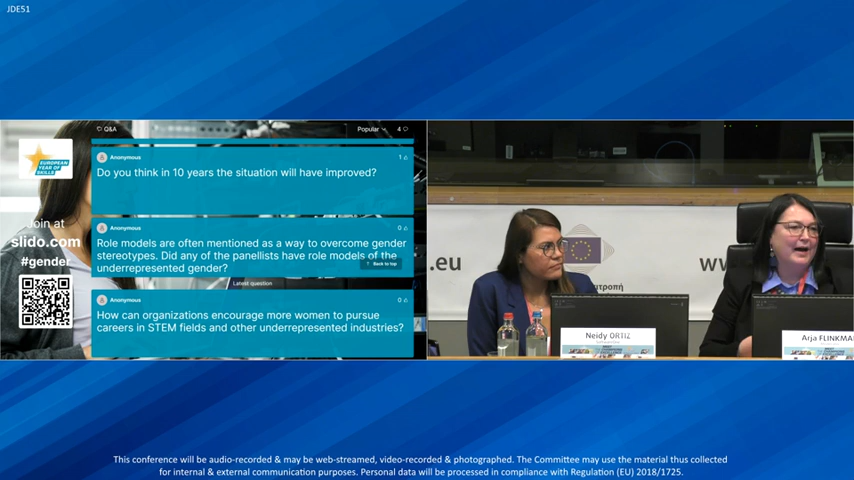 JDE51
Q&A
Popular
4
EUROPEAN
YEAR OF
SKILLS
Join at
slido.com
#gender
Anonymous
1
Do you think in 10 years the situation will have improved?
Anonymous
0
Role models are often mentioned as a way to overcome gender
stereotypes. Did any of the panellists have role models of the
underrepresented gender?
Back to top
Latest question
Anonymous
0
How can organizations encourage more women to pursue
careers in STEM fields and other underrepresented industries?
.eu
τροπή
ww
Neidy ORTIZ
Arja FLINKMA
This conference will be audio-recorded & may be web-streamed, video-recorded & photographed. The Committee may use the material thus collected
for internal & external communication purposes. Personal data will be processed in compliance with Regulation (EU) 2018/1725.